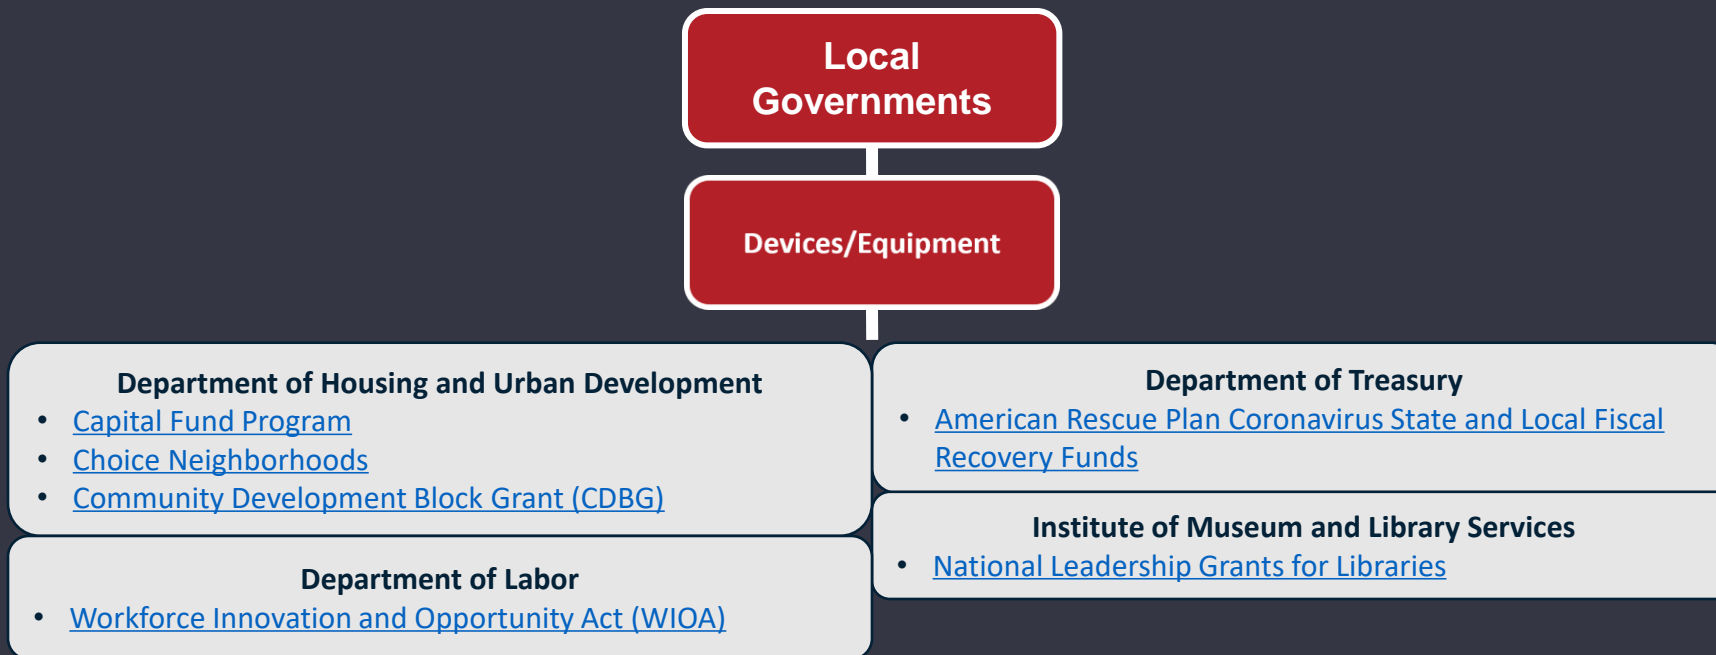 Local
Governments
Devices/Equipment
Department of Housing and Urban Development
• Capital Fund Program
• Choice Neighborhoods
• Community Development Block Grant (CDBG)
Department of Labor
• Workforce Innovation and Opportunity Act (WIOA)
Department of Treasury
• American Rescue Plan Coronavirus State and Local Fiscal
Recovery Funds
Institute of Museum and Library Services
• National Leadership Grants for Libraries